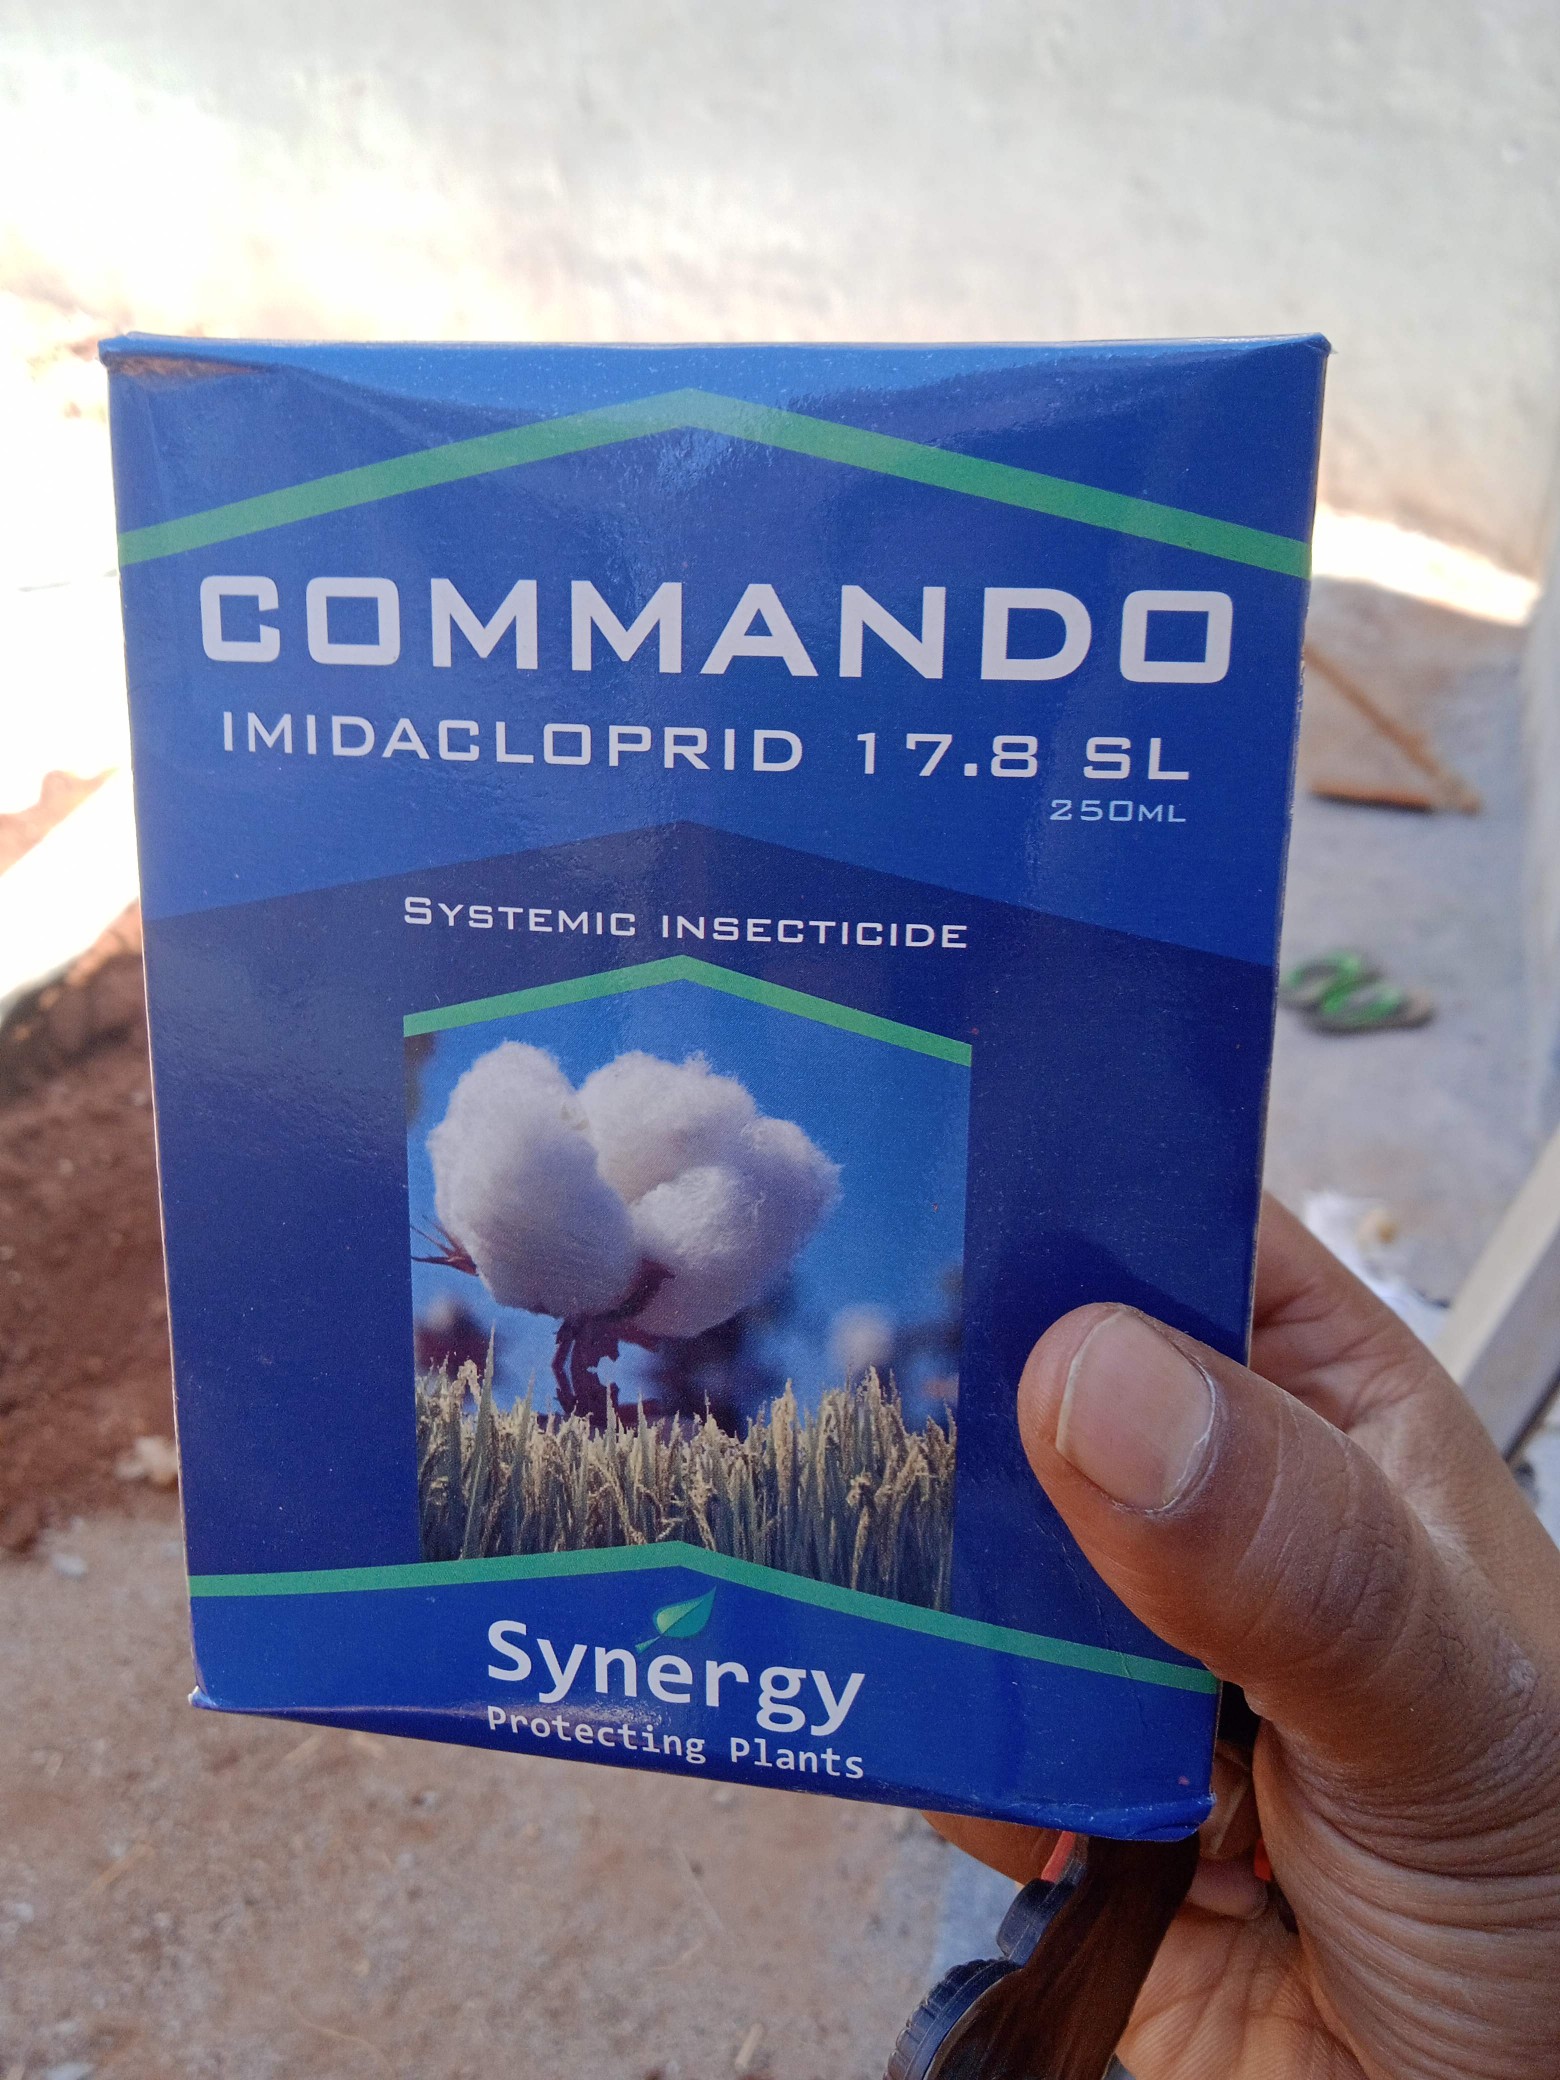 COMMANDO
IMIDACLOPRID 17.8 SL
250ML
SYSTEMIC INSECTICIDE
Synergy
Protecting Plants